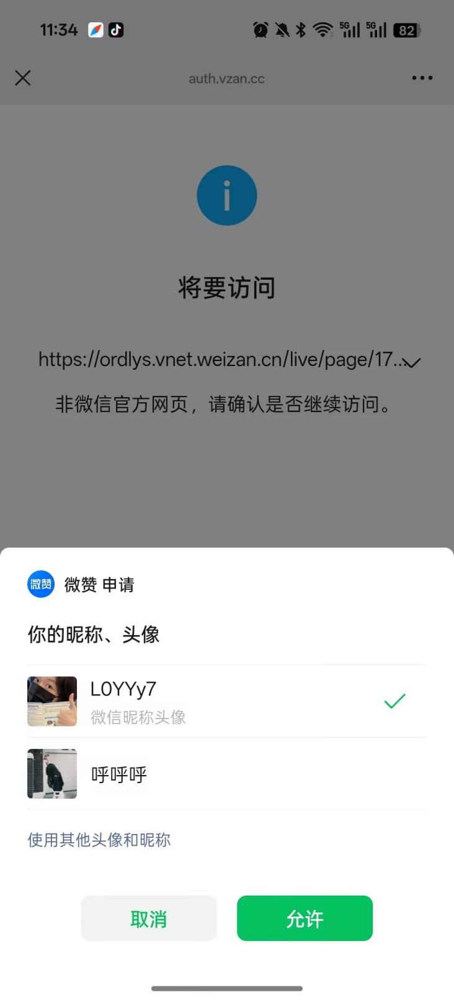 11:34
5G 5G 82
auth.vzan.cc
将要访问
https://ordlys.vnet.weizan.cn/live/page/17...
非微信官方网页，请确认是否继续访问。
微赞 微赞 申请
你的昵称、头像
L0YYy7
微信昵称头像
呼呼呼
使用其他头像和昵称
取消 允许